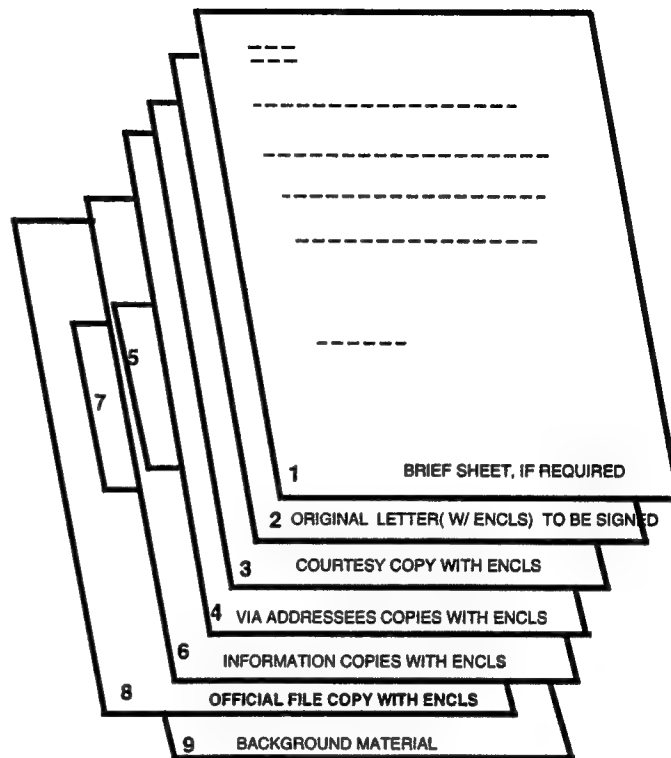 1 BRIEF SHEET, IF REQUIRED
2 ORIGINAL LETTER( W/ ENCLS) TO BE SIGNED
3 COURTESY COPY WITH ENCLS
4 VIA ADDRESSEES COPIES WITH ENCLS
5
6 INFORMATION COPIES WITH ENCLS
7
8 OFFICIAL FILE COPY WITH ENCLS
9 BACKGROUND MATERIAL